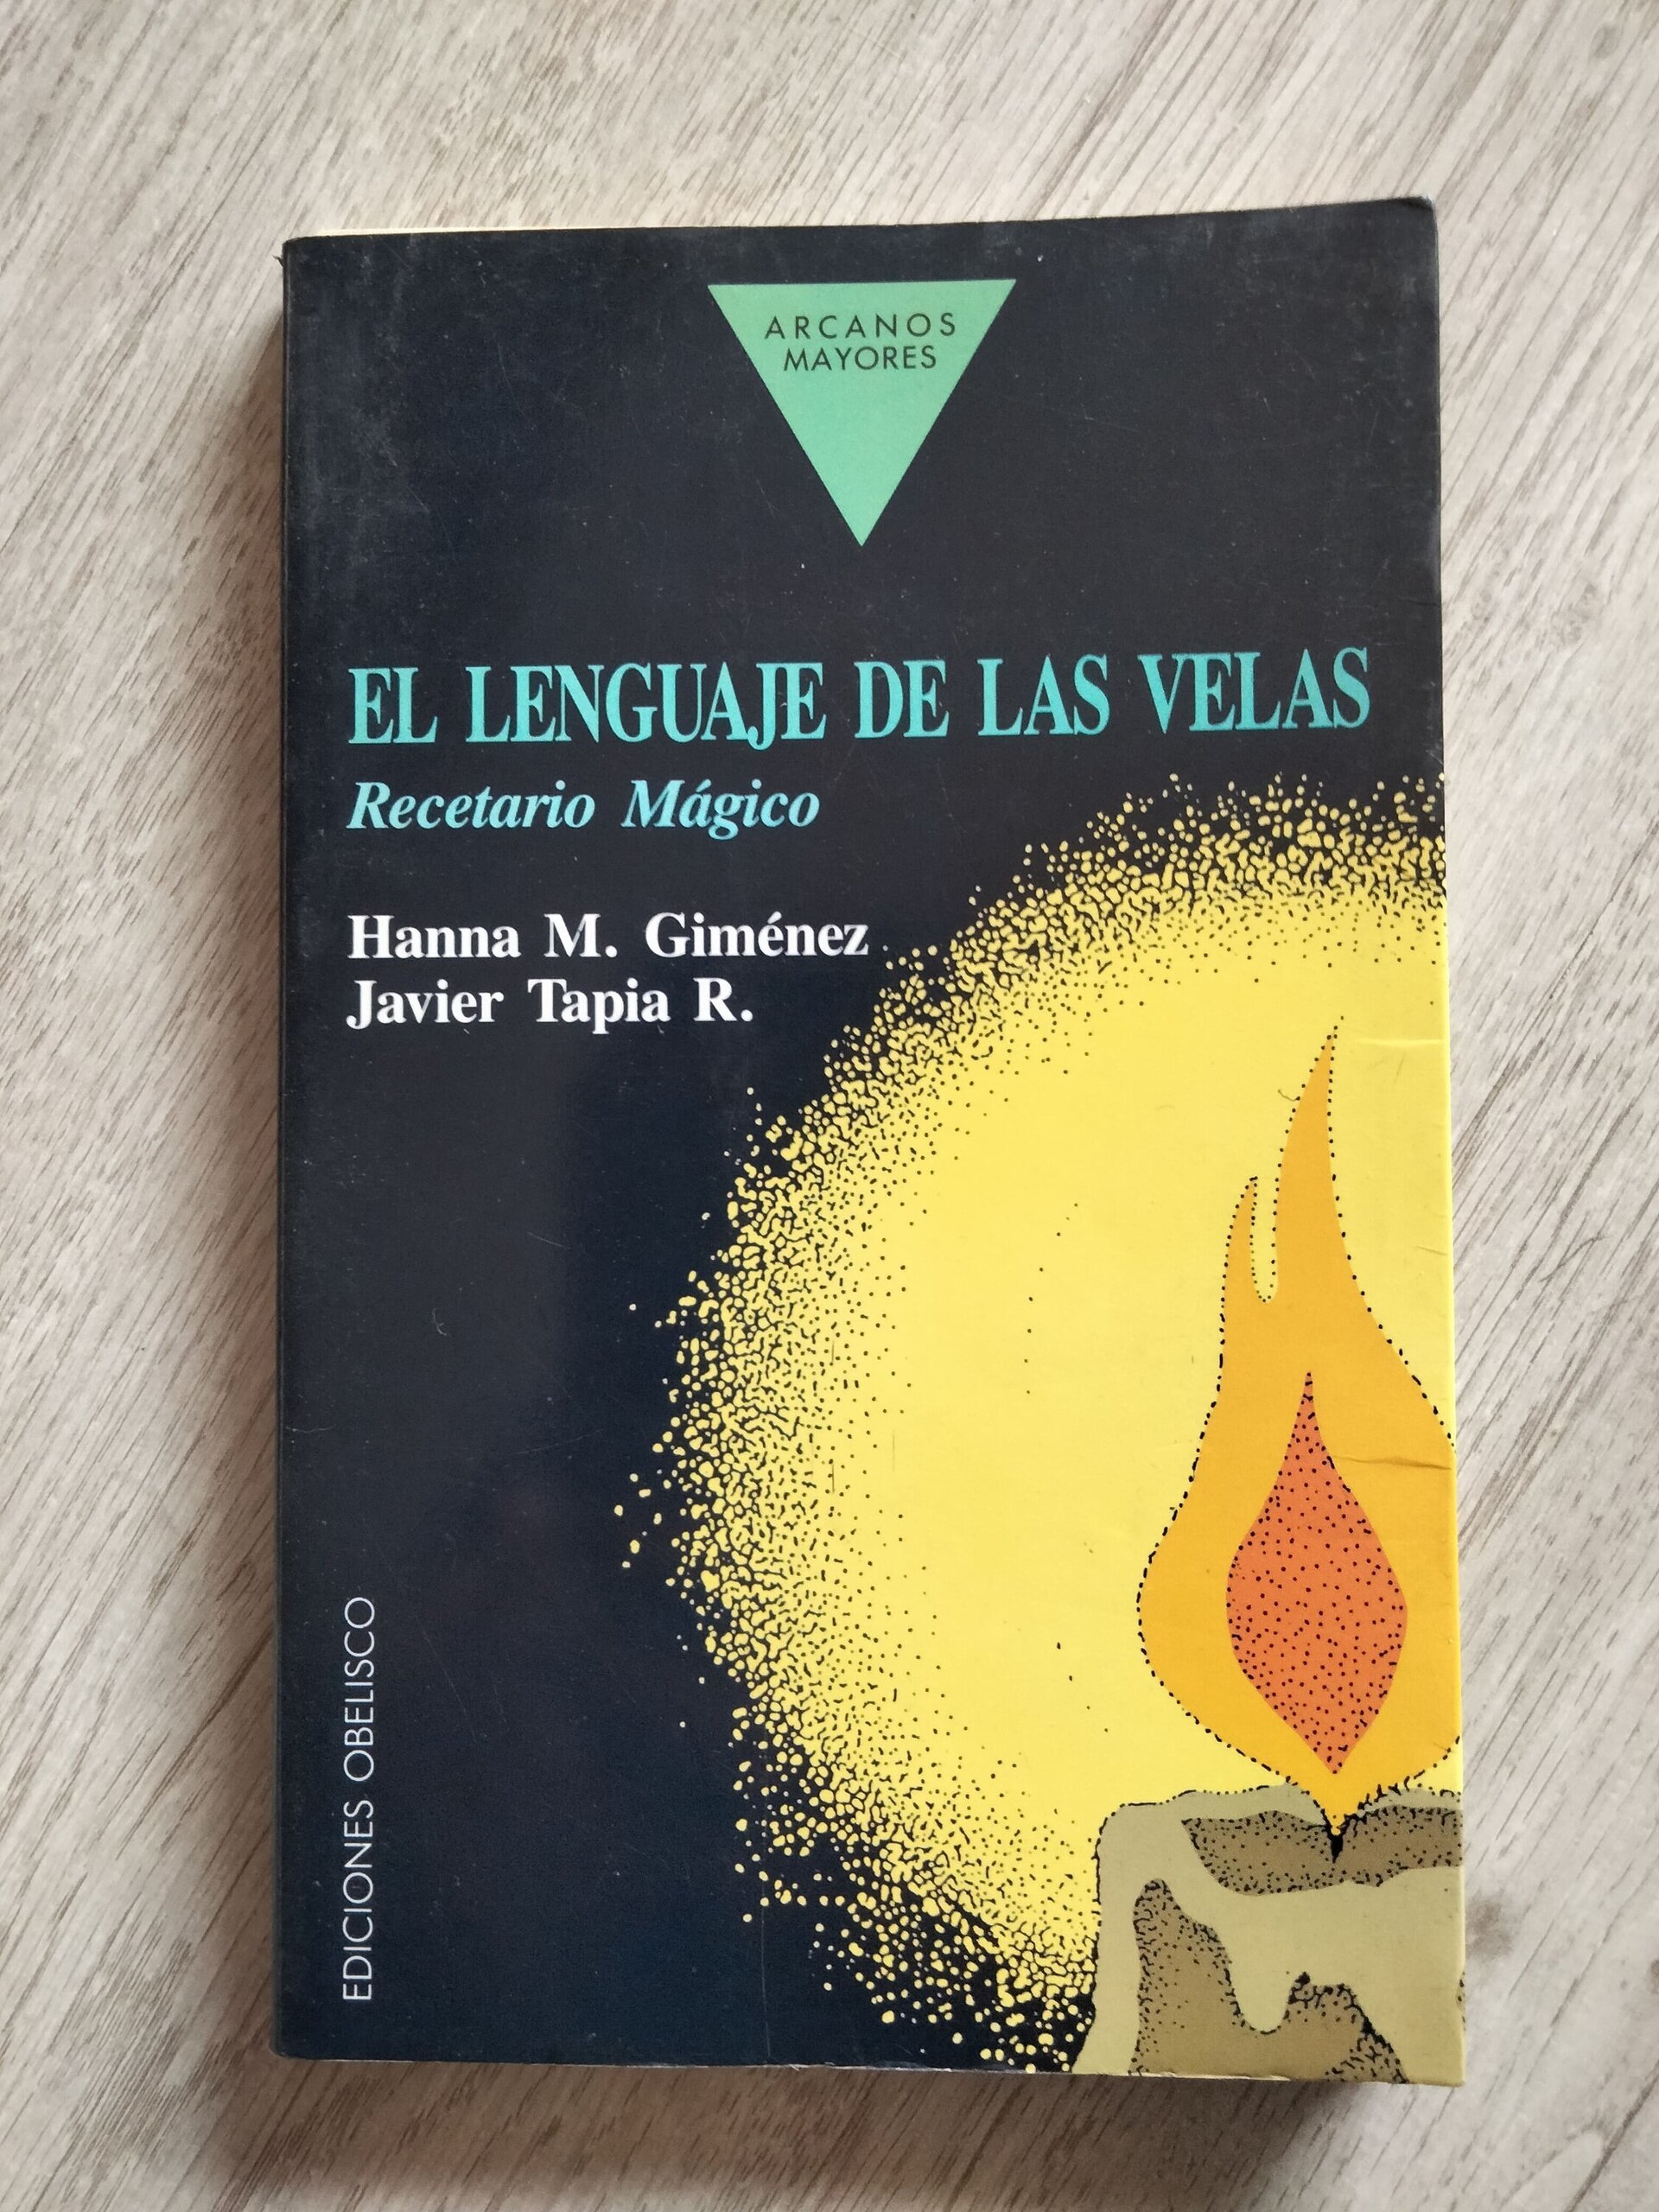 ARCANOS
MAYORES
EL LENGUAJE DE LAS VELAS
Recetario Mágico
Hanna M. Giménez
Javier Tapia R.
EDICIONES OBELISCO